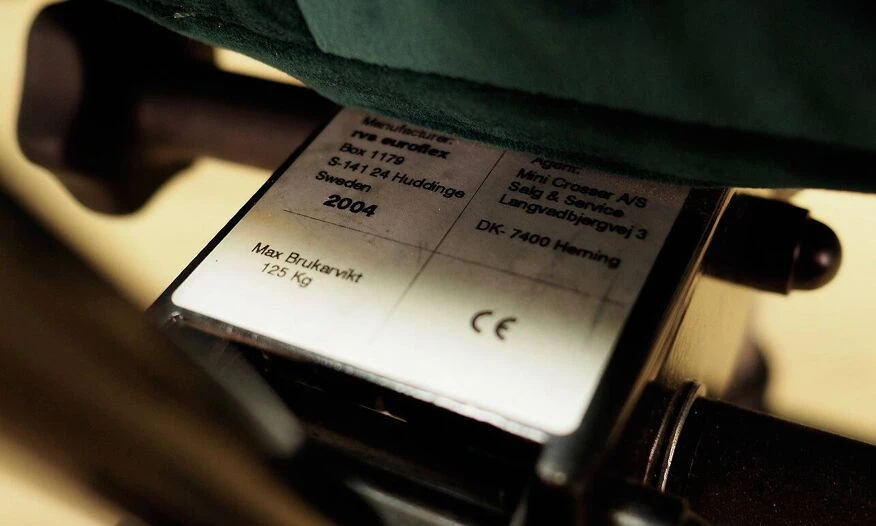 Manufacturer:
rvs euroflex
Box 1179
S-141 24 Huddinge
Sweden
2004
Agent:
Mini Crosser A/S
Salg & Service
Langvedbjergvej 3
DK- 7400 Herning
Max Brukarvikt
125 Kg
CE